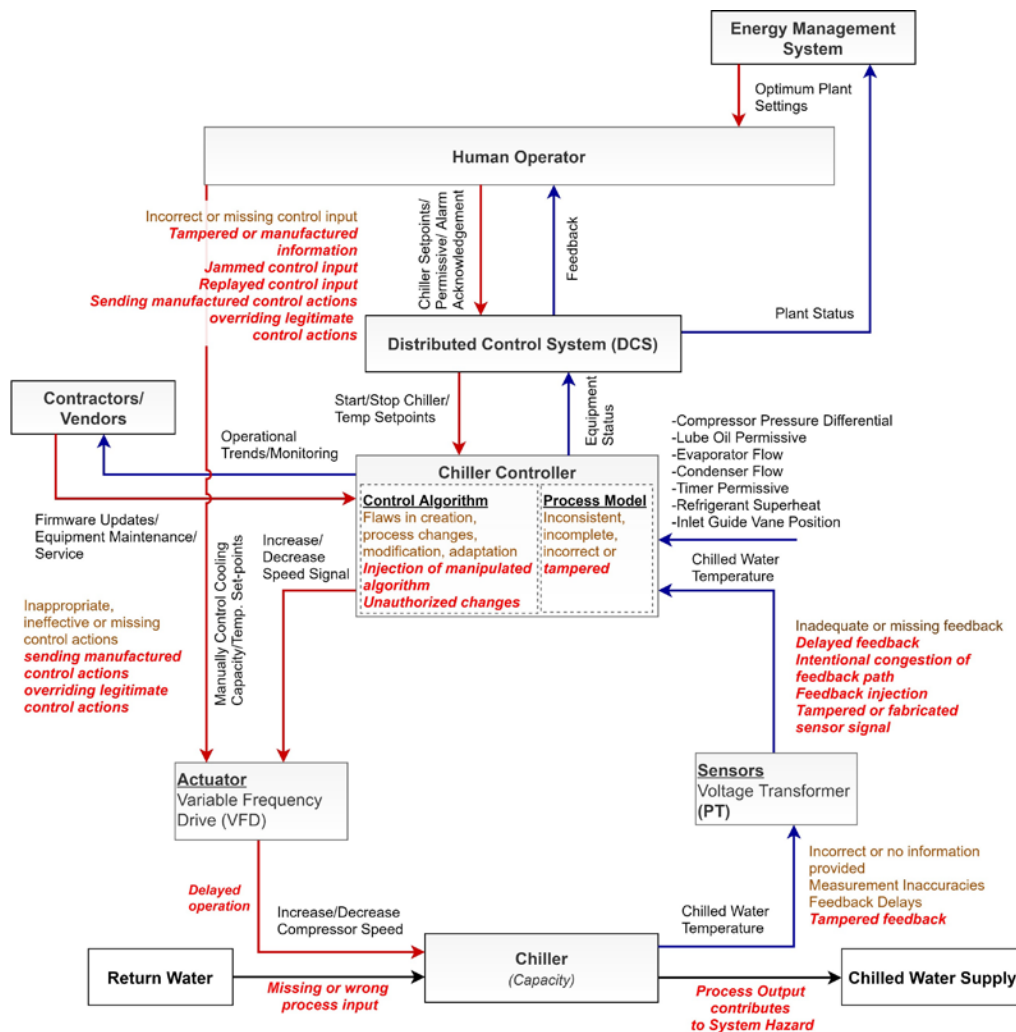 Energy Management
System
Optimum Plant
Settings
Human Operator
Incorrect or missing control input
Tampered or manufactured
information
Jammed control input
Replayed control input
Sending manufactured control actions
overriding legitimate
control actions
Chiller Setpoints/
Permissive/ Alarm
Acknowledgement
Feedback
Plant Status
Distributed Control System (DCS)
Contractors/
Vendors
Start/Stop Chiller/
Temp Setpoints
Equipment
Status
Operational
Trends/Monitoring
-Compressor Pressure Differential
-Lube Oil Permissive
-Evaporator Flow
-Condenser Flow
-Timer Permissive
-Refrigerant Superheat
-Inlet Guide Vane Position
Chiller Controller
Control Algorithm
Flaws in creation,
process changes,
modification, adaptation
Injection of manipulated
algorithm
Unauthorized changes
Process Model
Inconsistent,
incomplete,
incorrect or
tampered
Firmware Updates/
Equipment Maintenance/
Service
Increase/
Decrease
Speed Signal
Chilled Water
Temperature
Manually Control Cooling
Capacity/Temp. Set-points
Inappropriate,
ineffective or missing
control actions
sending manufactured
control actions
overriding legitimate
control actions
Inadequate or missing feedback
Delayed feedback
Intentional congestion of
feedback path
Feedback injection
Tampered or fabricated
sensor signal
Actuator
Variable Frequency
Drive (VFD)
Sensors
Voltage Transformer
(PT)
Incorrect or no information
provided
Measurement Inaccuracies
Feedback Delays
Tampered feedback
Delayed
operation
Increase/Decrease
Compressor Speed
Chilled Water
Temperature
Return Water
Missing or wrong
process input
Chiller
(Capacity)
Process Output
contributes
to System Hazard
Chilled Water Supply